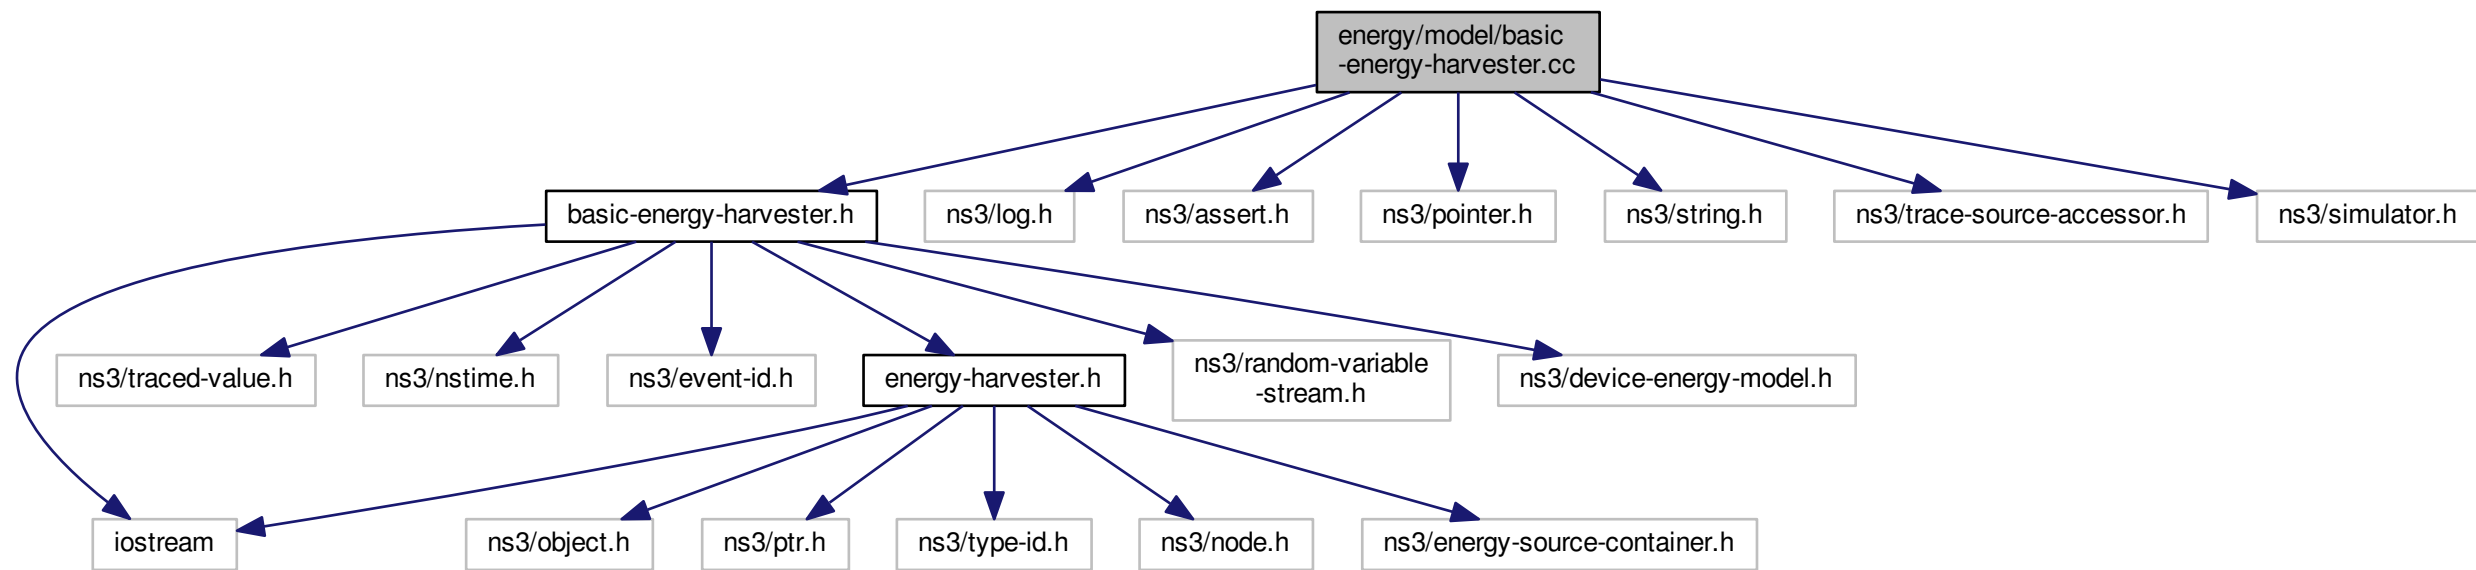 energy/model/basic
-energy-harvester.cc
basic-energy-harvester.h
ns3/log.h
ns3/assert.h
ns3/pointer.h
ns3/string.h
ns3/trace-source-accessor.h
ns3/simulator.h
ns3/traced-value.h
ns3/nstime.h
ns3/event-id.h
energy-harvester.h
ns3/random-variable
-stream.h
ns3/device-energy-model.h
iostream
ns3/object.h
ns3/ptr.h
ns3/type-id.h
ns3/node.h
ns3/energy-source-container.h